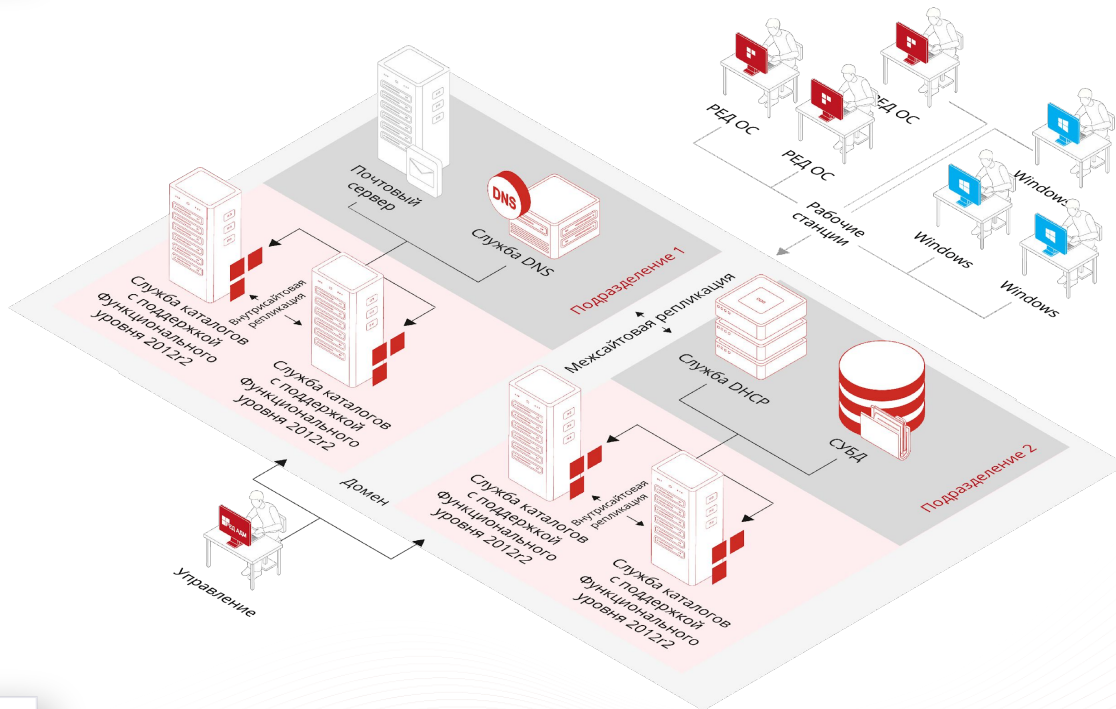 Почтовый
сервер
DNS
Служба DNS
Подразделение 1
Служба каталогов
с поддержкой
Функционального
уровня 2012r2
Внутрисайтовая
репликация
Служба каталогов
с поддержкой
Функционального
уровня 2012r2
РЕД ОС
РЕД ОС
РЕД ОС
Windows
Windows
Windows
Рабочие
станции
Межсайтовая репликация
Служба DHCP
СУБД
Подразделение 2
Служба каталогов
с поддержкой
Функционального
уровня 2012r2
Внутрисайтовая
репликация
Служба каталогов
с поддержкой
Функционального
уровня 2012r2
Домен
Управление